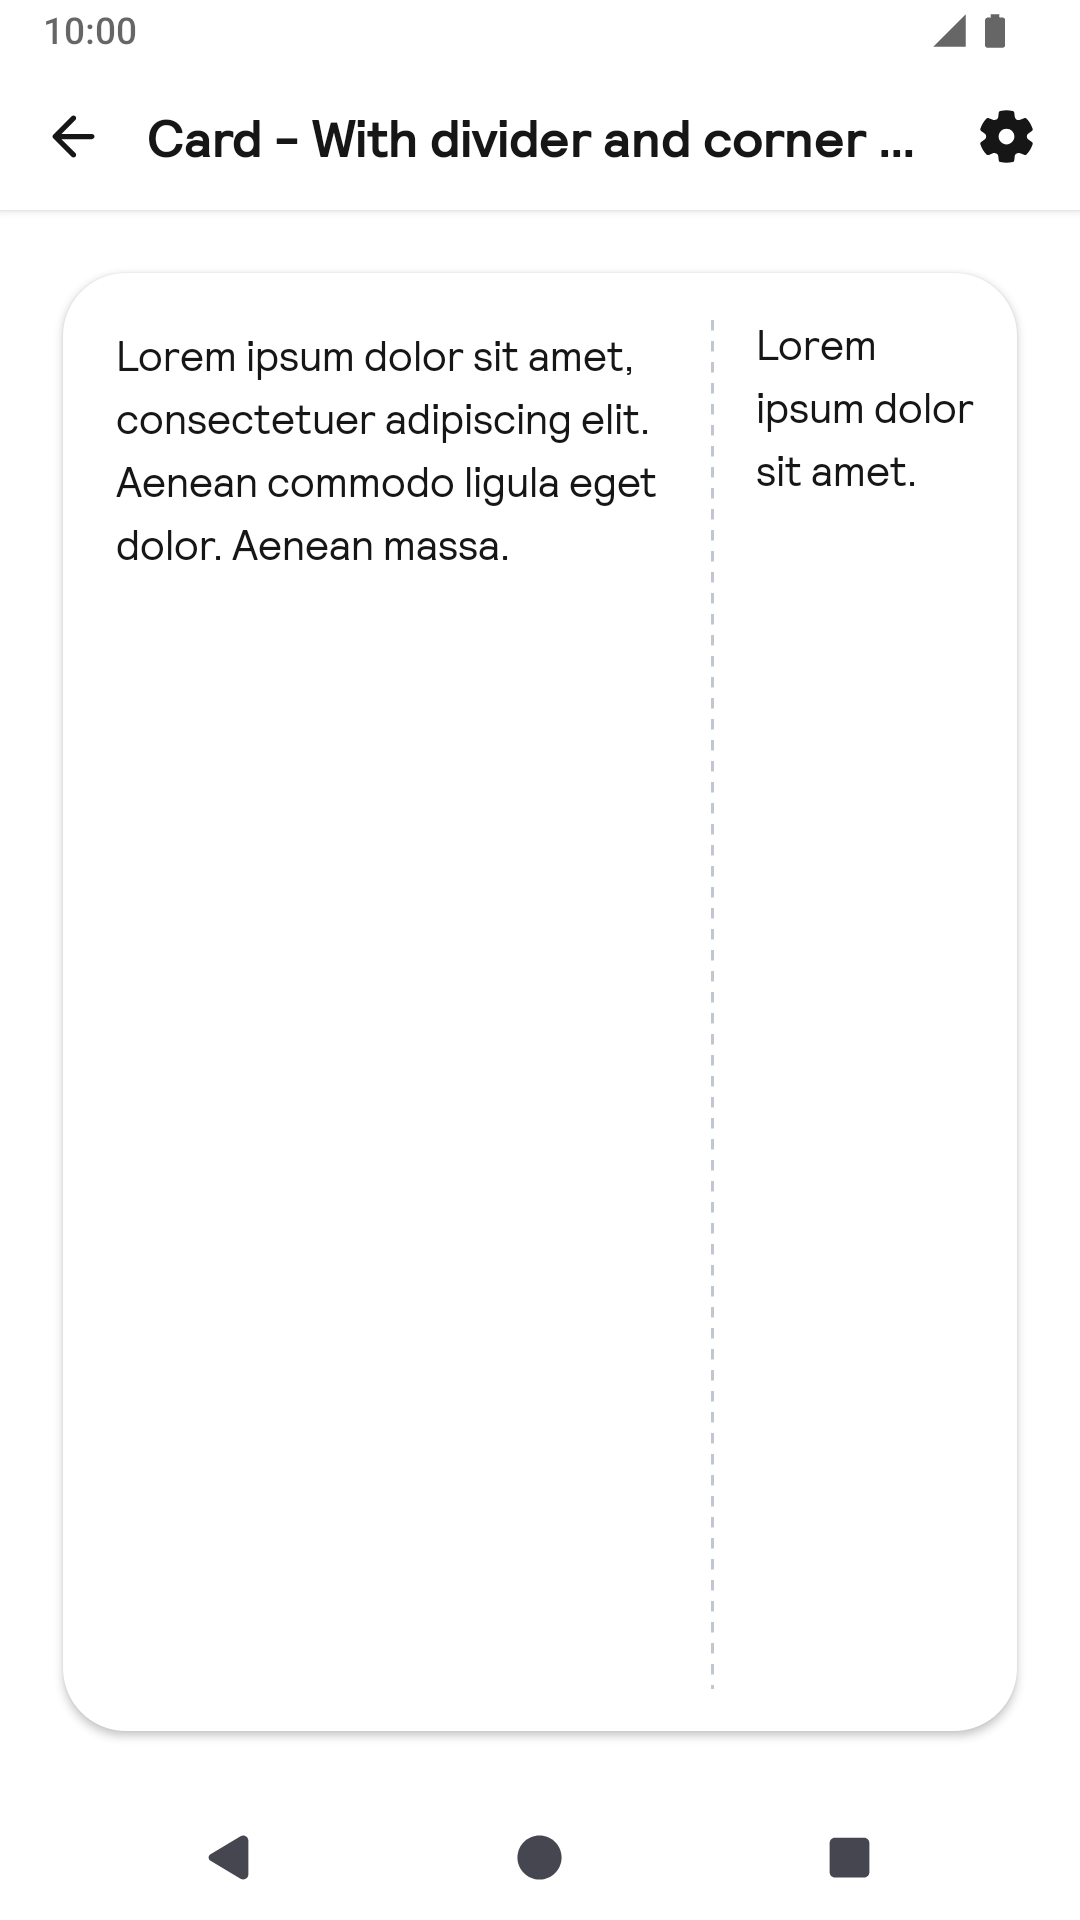 10:00
Card - With divider and corner ...
Lorem ipsum dolor sit amet,
consectetuer adipiscing elit.
Aenean commodo ligula eget
dolor. Aenean massa.
Lorem
ipsum dolor
sit amet.